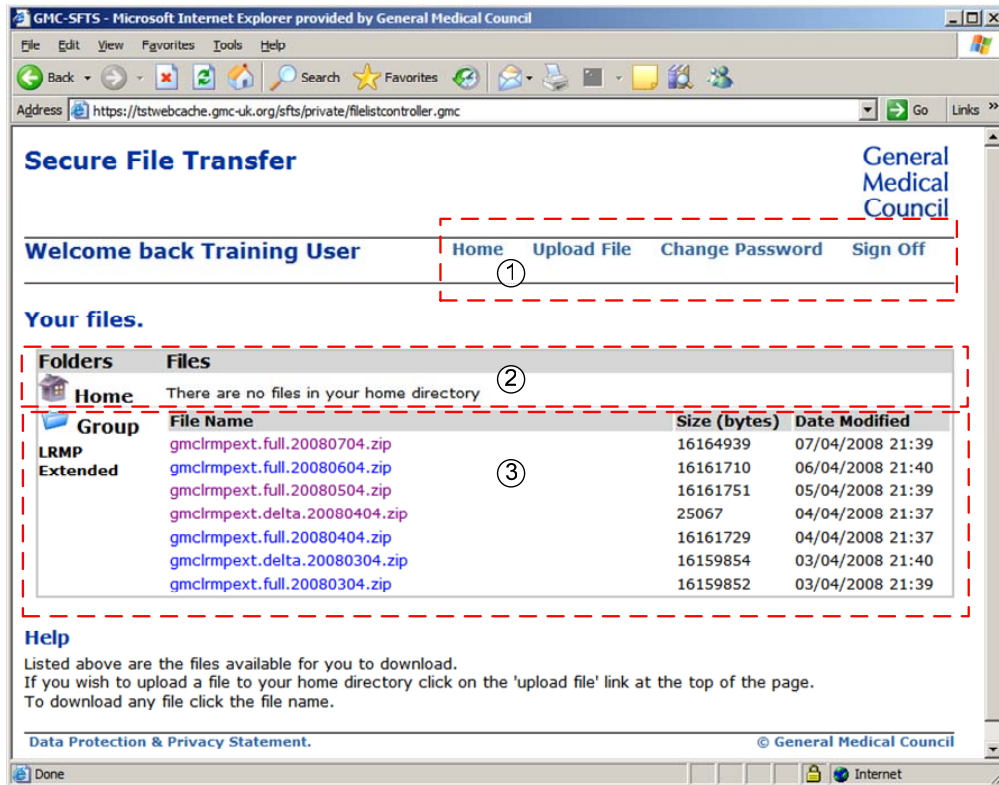 GMC-SFTS - Microsoft Internet Explorer provided by General Medical Council
File Edit View Favorites Tools Help
Back Search Favorites
Address https://tstwebcache.gmc-uk.org/sfts/private/filelistcontroller.gmc Go Links »
Secure File Transfer
General
Medical
Council
Welcome back Training User Home Upload File Change Password Sign Off
1
Your files.
Folders Files
Home There are no files in your home directory
2
Group File Name Size (bytes) Date Modified
LRMP
Extended
gmclrmpext.full.20080704.zip 16164939 07/04/2008 21:39
gmclrmpext.full.20080604.zip 16161710 06/04/2008 21:40
3
gmclrmpext.full.20080504.zip 16161751 05/04/2008 21:39
gmclrmpext.delta.20080404.zip 25067 04/04/2008 21:37
gmclrmpext.full.20080404.zip 16161729 04/04/2008 21:37
gmclrmpext.delta.20080304.zip 16159854 03/04/2008 21:40
gmclrmpext.full.20080304.zip 16159852 03/04/2008 21:39
Help
Listed above are the files available for you to download.
If you wish to upload a file to your home directory click on the 'upload file' link at the top of the page.
To download any file click the file name.
Data Protection & Privacy Statement. © General Medical Council
Done Internet